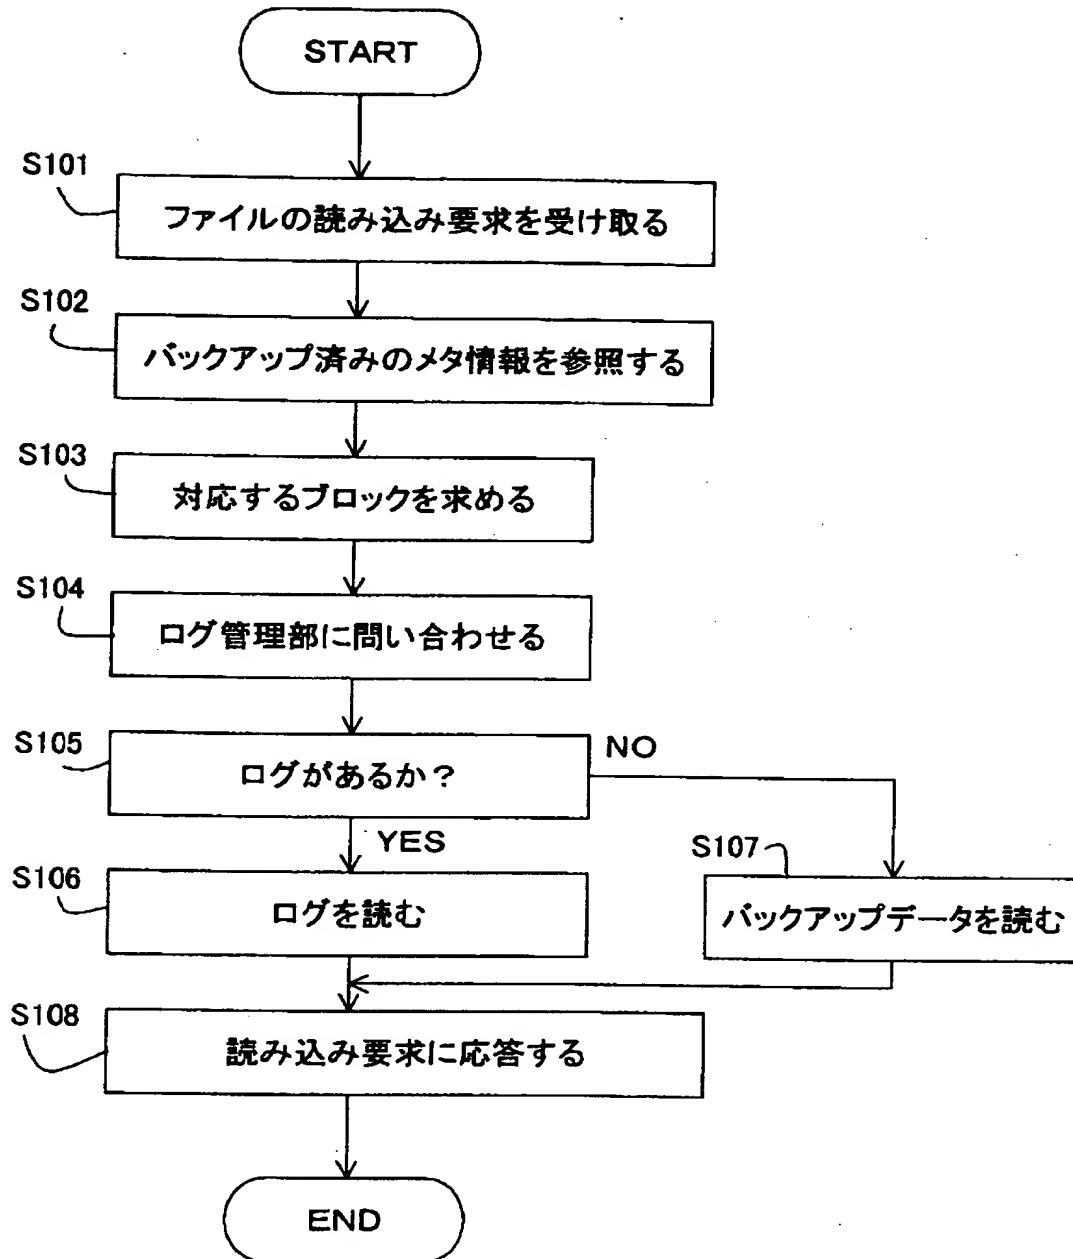 START
S101
ファイルの読み込み要求を受け取る
S102
バックアップ済みのメタ情報を参照する
S103
対応するブロックを求める
S104
ログ管理部に問い合わせる
S105
ログがあるか？
NO
YES
S106
ログを読む
S107
バックアップデータを読む
S108
読み込み要求に応答する
END